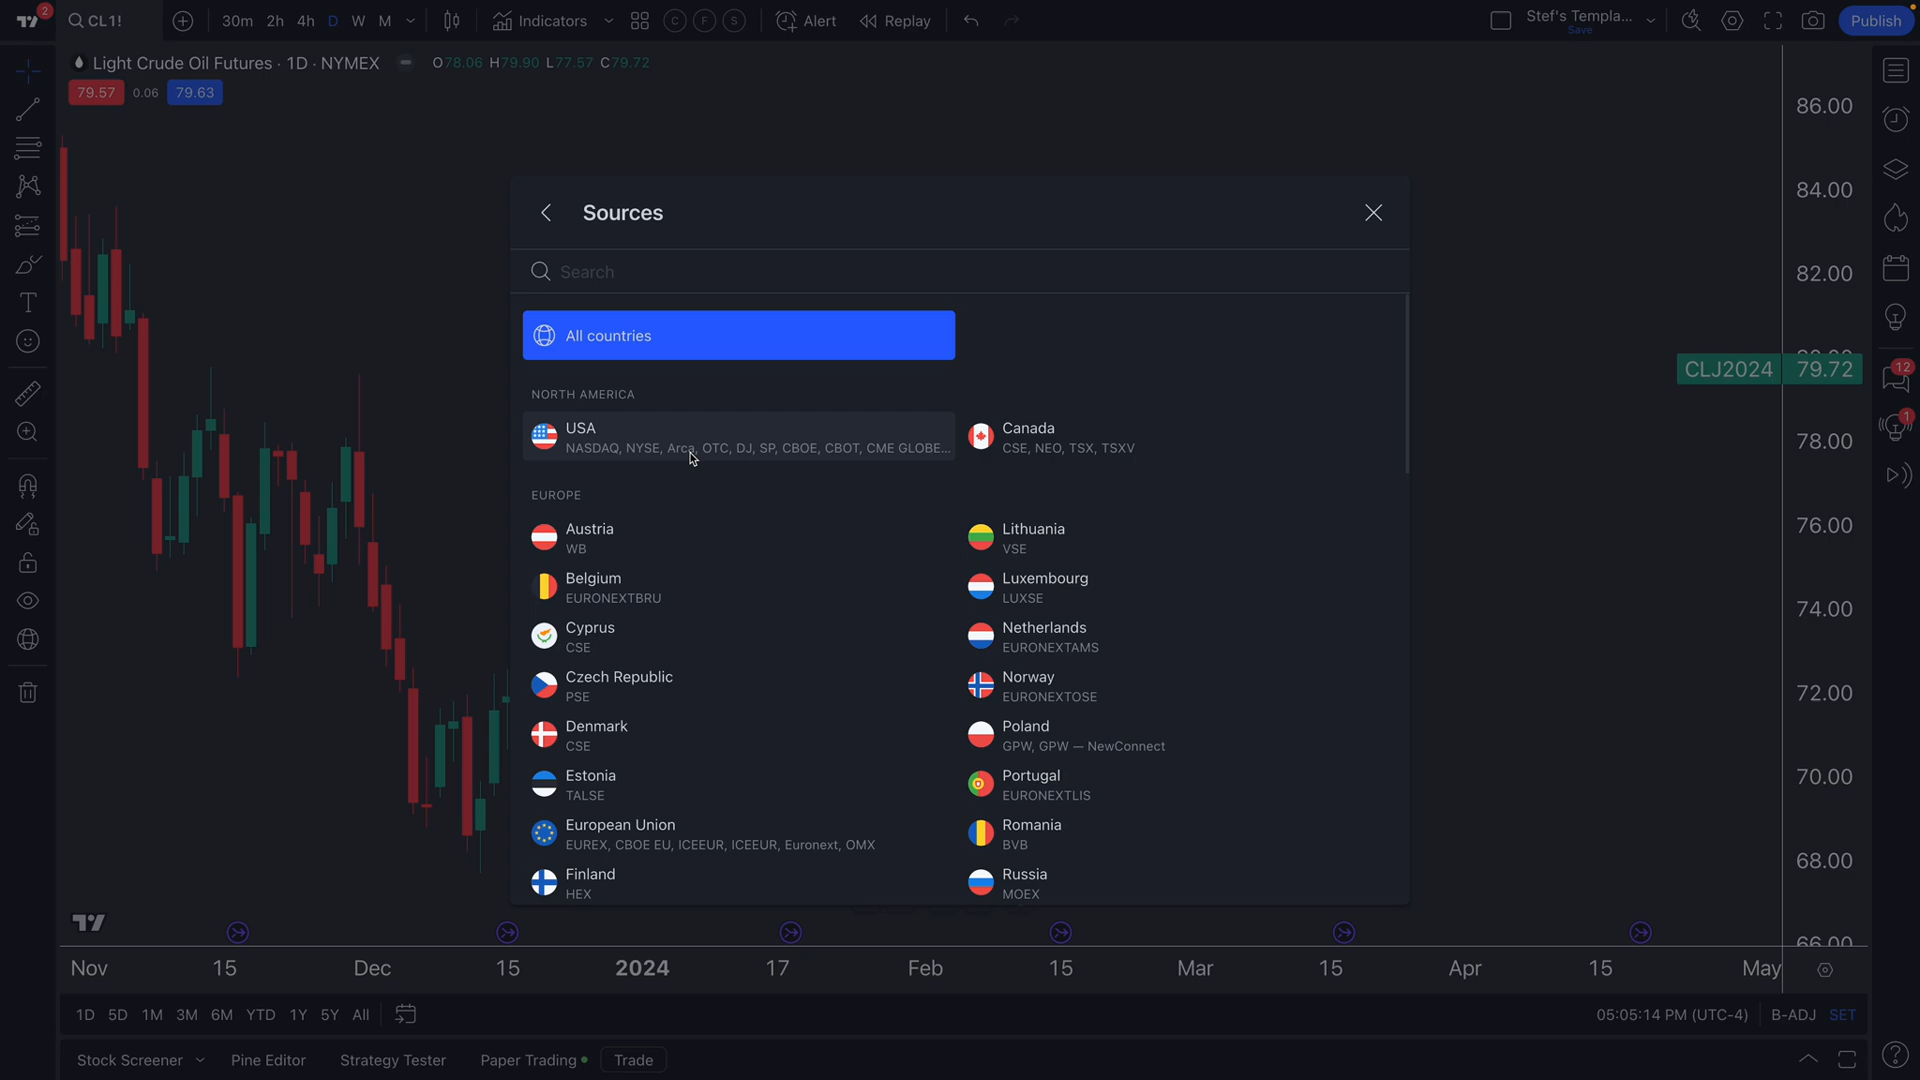 2
CL1!
30m 2h 4h D W M
Indicators
C F S
Alert
Replay
Stef's Templa...
Save
Publish
Light Crude Oil Futures · 1D · NYMEX
O78.06 H79.90 L77.57 C79.72
79.57 0.06 79.63
Sources
Search
All countries
NORTH AMERICA
USA
NASDAQ, NYSE, Arca, OTC, DJ, SP, CBOE, CBOT, CME GLOBE...
Canada
CSE, NEO, TSX, TSXV
EUROPE
Austria
WB
Lithuania
VSE
Belgium
EURONEXTBRU
Luxembourg
LUXSE
Cyprus
CSE
Netherlands
EURONEXTAMS
Czech Republic
PSE
Norway
EURONEXTOSE
Denmark
CSE
Poland
GPW, GPW — NewConnect
Estonia
TALSE
Portugal
EURONEXTLIS
European Union
EUREX, CBOE EU, ICEEUR, ICEEUR, Euronext, OMX
Romania
BVB
Finland
HEX
Russia
MOEX
86.00
84.00
82.00
CLJ2024 79.72
78.00
76.00
74.00
72.00
70.00
68.00
66.00
12
1
Nov 15 Dec 15 2024 17 Feb 15 Mar 15 Apr 15 May
1D 5D 1M 3M 6M YTD 1Y 5Y All
05:05:14 PM (UTC-4) B-ADJ SET
Stock Screener
Pine Editor
Strategy Tester
Paper Trading
Trade